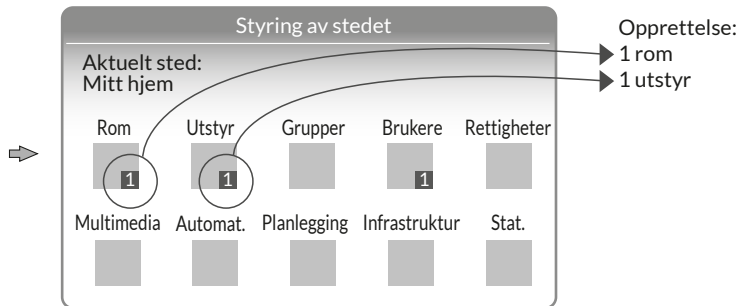 Styring av stedet
Aktuelt sted:
Mitt hjem
Rom Utstyr Grupper Brukere Rettigheter
1 1 1
Multimedia Automat. Planlegging Infrastruktur Stat.
Opprettelse:
1 rom
1 utstyr